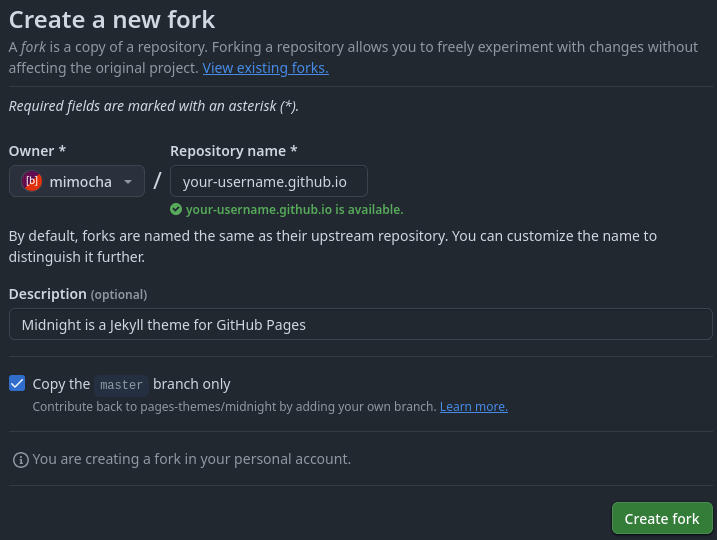 Create a new fork
A fork is a copy of a repository. Forking a repository allows you to freely experiment with changes without
affecting the original project. View existing forks.
Required fields are marked with an asterisk (*).
Owner *
Repository name *
[b] mimocha
/
your-username.github.io
your-username.github.io is available.
By default, forks are named the same as their upstream repository. You can customize the name to
distinguish it further.
Description (optional)
Midnight is a Jekyll theme for GitHub Pages
Copy the master branch only
Contribute back to pages-themes/midnight by adding your own branch. Learn more.
You are creating a fork in your personal account.
Create fork